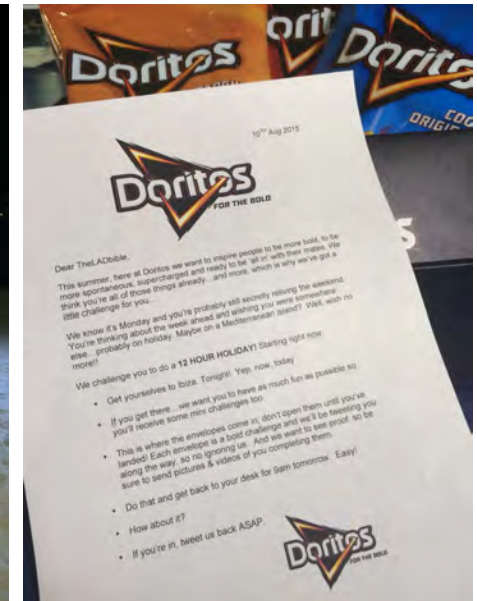 Doritos
orit
Doritos
COO
ORIGIN
10TH Aug 2015
Doritos
FOR THE BOLD
Dear TheLADbible,
This summer, here at Doritos we want to inspire people to be more bold, to be
more spontaneous, supercharged and ready to be 'all in' with their mates. We
think you're all of those things already…and more, which is why we've got a
little challenge for you…
We know it's Monday and you're probably still secretly reliving the weekend.
You're thinking about the week ahead and wishing you were somewhere
else…probably on holiday. Maybe on a Mediterranean island? Well, wish no
more!!
We challenge you to do a 12 HOUR HOLIDAY! Starting right now:
• Get yourselves to Ibiza. Tonight! Yep, now, today
• If you get there…we want you to have as much fun as possible so
you'll receive some mini challenges too.
• This is where the envelopes come in, don't open them until you've
landed! Each envelope is a bold challenge and we'll be tweeting you
along the way, so no ignoring us. And we want to see proof, so be
sure to send pictures & videos of you completing them.
• Do that and get back to your desk for 9am tomorrow. Easy!
• How about it?
• If you're in, tweet us back ASAP.
Doritos
FOR THE BOLD